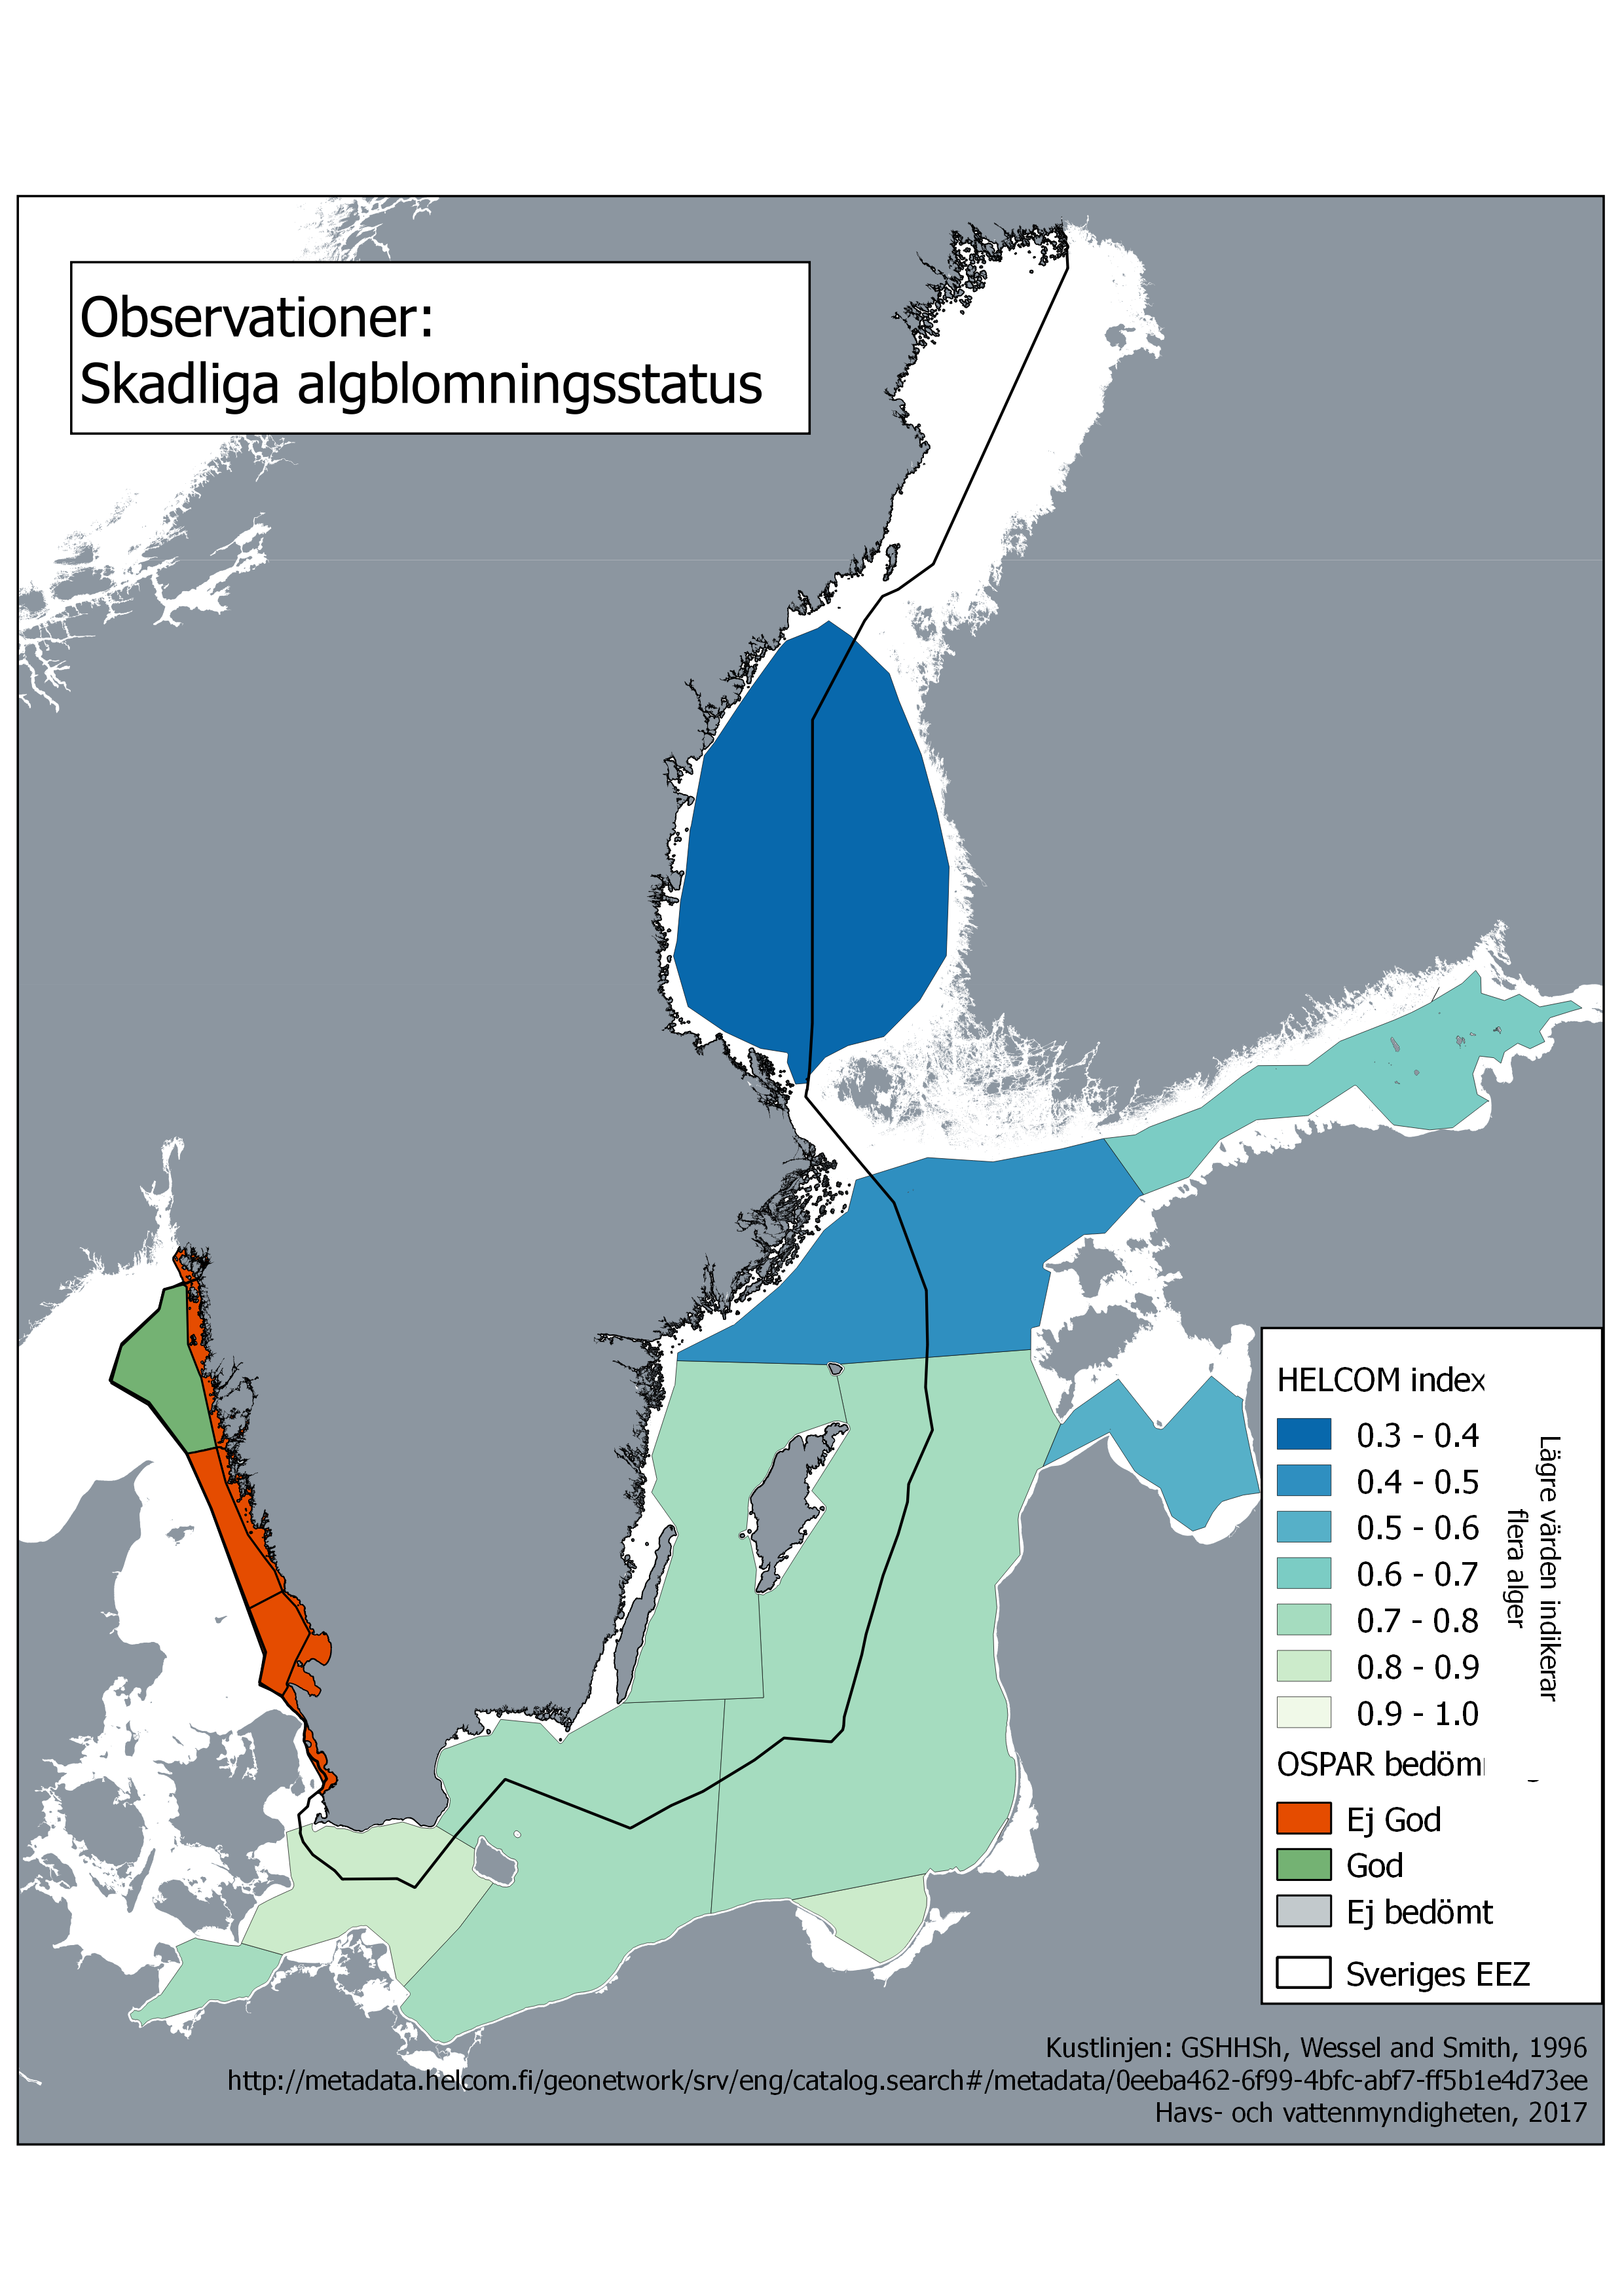 Observationer:
Skadliga algblomningsstatus
HELCOM index
0.3 - 0.4
0.4 - 0.5
0.5 - 0.6
0.6 - 0.7
0.7 - 0.8
0.8 - 0.9
0.9 - 1.0
Lägre värden indikerar
flera alger
OSPAR bedöm
Ej God
God
Ej bedömt
Sveriges EEZ
Kustlinjen: GSHHSh, Wessel and Smith, 1996
http://metadata.helcom.fi/geonetwork/srv/eng/catalog.search#/metadata/0eeba462-6f99-4bfc-abf7-ff5b1e4d73ee
Havs- och vattenmyndigheten, 2017